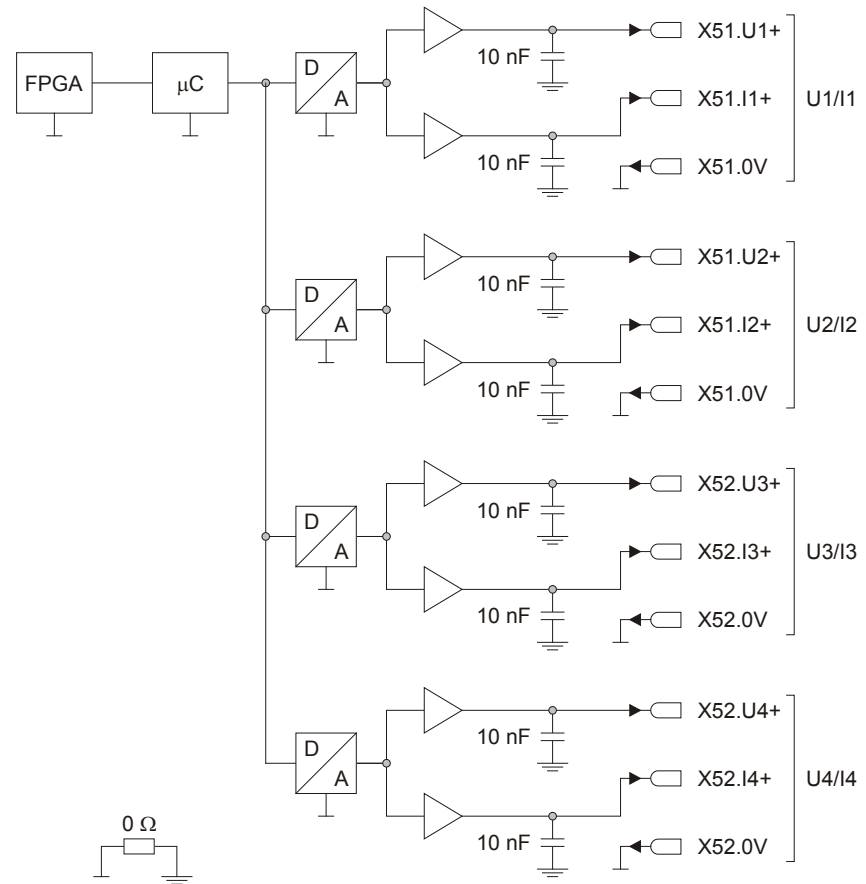 FPGA
μC
D
A
10 nF
X51.U1+
10 nF
X51.I1+
X51.0V
U1/I1
D
A
10 nF
X51.U2+
10 nF
X51.I2+
X51.0V
U2/I2
D
A
10 nF
X52.U3+
10 nF
X52.I3+
X52.0V
U3/I3
D
A
10 nF
X52.U4+
10 nF
X52.I4+
X52.0V
U4/I4
0 Ω